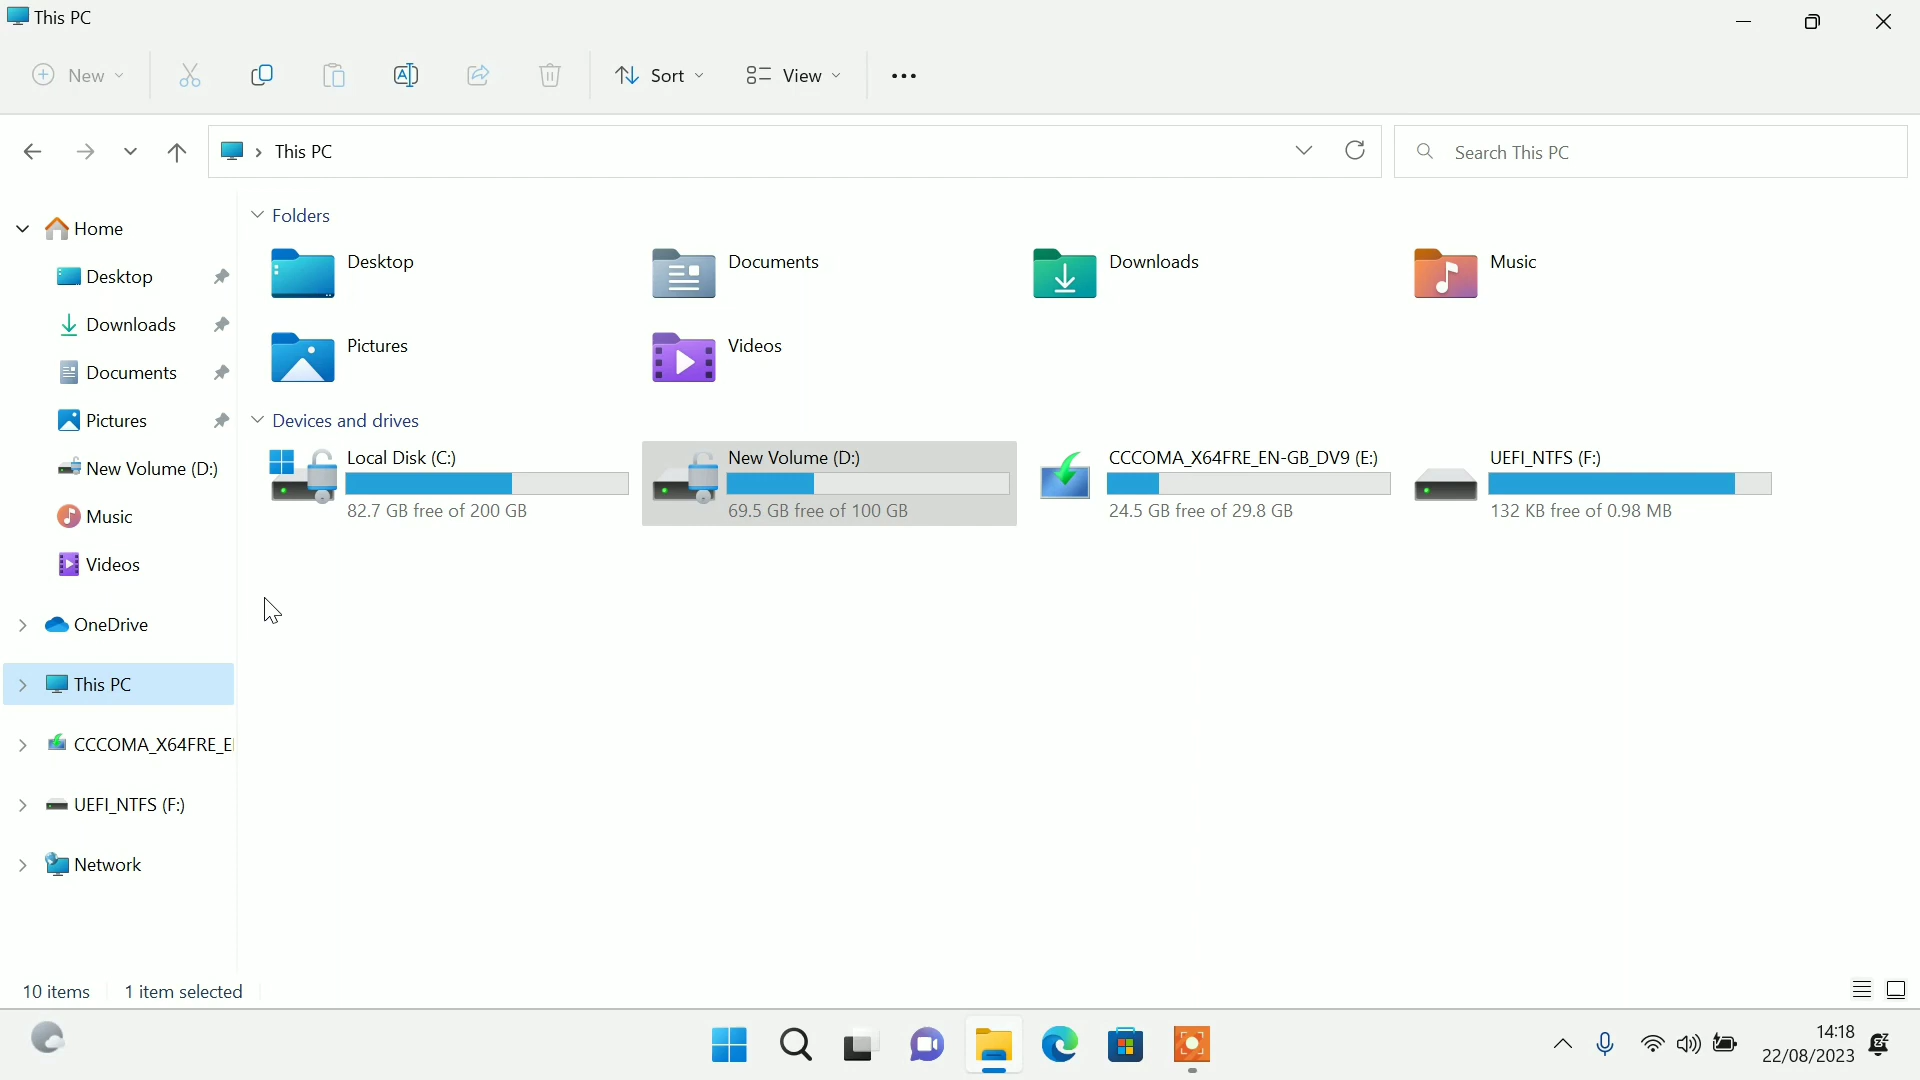 This PC
New
Sort
View
This PC
Search This PC
Home
Desktop
Downloads
Documents
Pictures
New Volume (D:)
Music
Videos
OneDrive
This PC
CCCOMA_X64FRE_E
UEFI_NTFS (F:)
Network
Folders
Desktop
Documents
Downloads
Music
Pictures
Videos
Devices and drives
Local Disk (C:)
82.7 GB free of 200 GB
New Volume (D:)
69.5 GB free of 100 GB
CCCOMA_X64FRE_EN-GB_DV9 (E:)
24.5 GB free of 29.8 GB
UEFI_NTFS (F:)
132 KB free of 0.98 MB
10 items
1 item selected
14:18
22/08/2023